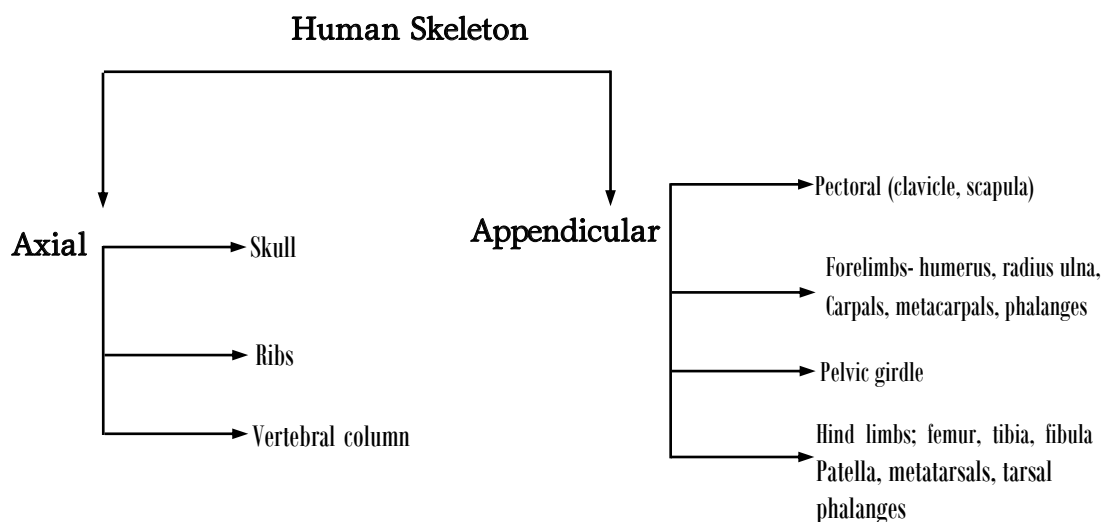 Human Skeleton
Axial
Skull
Ribs
Vertebral column
Appendicular
Pectoral (clavicle, scapula)
Forelimbs- humerus, radius ulna,
Carpals, metacarpals, phalanges
Pelvic girdle
Hind limbs; femur, tibia, fibula
Patella, metatarsals, tarsal
phalanges